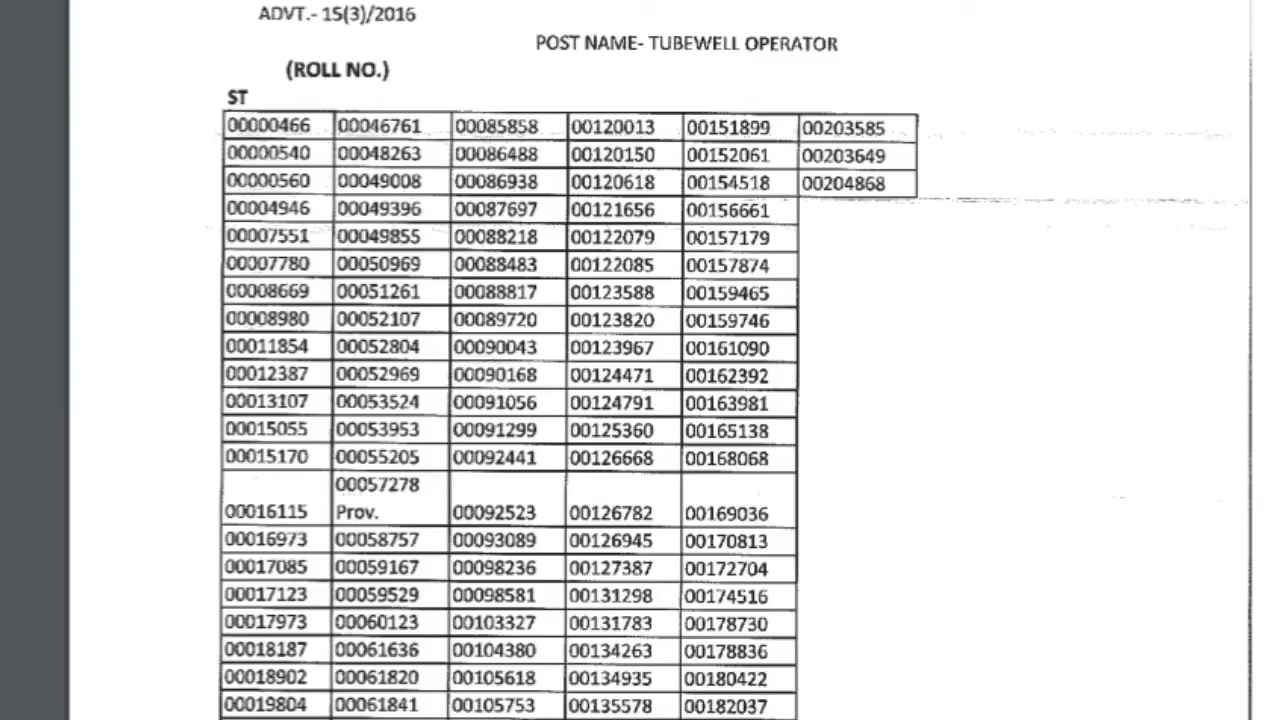 ADVT.- 15(3)/2016
POST NAME- TUBEWELL OPERATOR
(ROLL NO.)
ST
00000466 00046761 00085858 00120013 00151899 00203585
00000540 00048263 00086488 00120150 00152061 00203649
00000560 00049008 00086938 00120618 00154518 00204868
00004946 00049396 00087697 00121656 00156661
00007551 00049855 00088218 00122079 00157179
00007780 00050969 00088483 00122085 00157874
00008669 00051261 00088817 00123588 00159465
00008980 00052107 00089720 00123820 00159746
00011854 00052804 00090043 00123967 00161090
00012387 00052969 00090168 00124471 00162392
00013107 00053524 00091056 00124791 00163981
00015055 00053953 00091299 00125360 00165138
00015170 00055205 00092441 00126668 00168068
00057278
00016115 Prov. 00092523 00126782 00169036
00016973 00058757 00093089 00126945 00170813
00017085 00059167 00098236 00127387 00172704
00017123 00059529 00098581 00131298 00174516
00017973 00060123 00103327 00131783 00178730
00018187 00061636 00104380 00134263 00178836
00018902 00061820 00105618 00134935 00180422
00019804 00061841 00105753 00135578 00182037